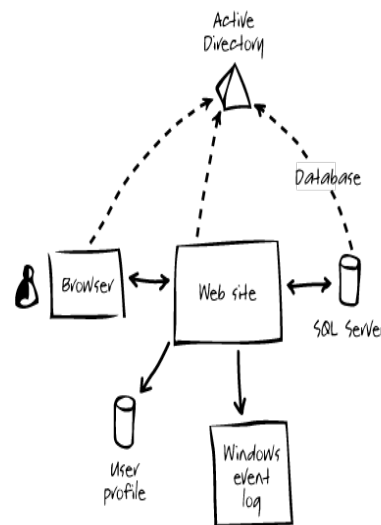 Active
Directory
Database
Browser
Web site
SQL Server
User
profile
Windows
event
log